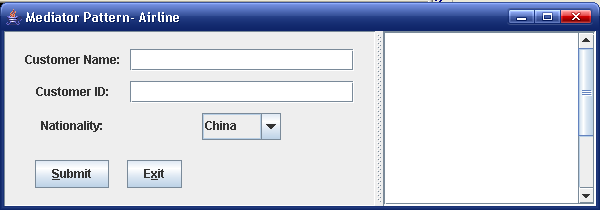 Mediator Pattern- Airline
Customer Name:
Customer ID:
Nationality:
China
Submit
Exit